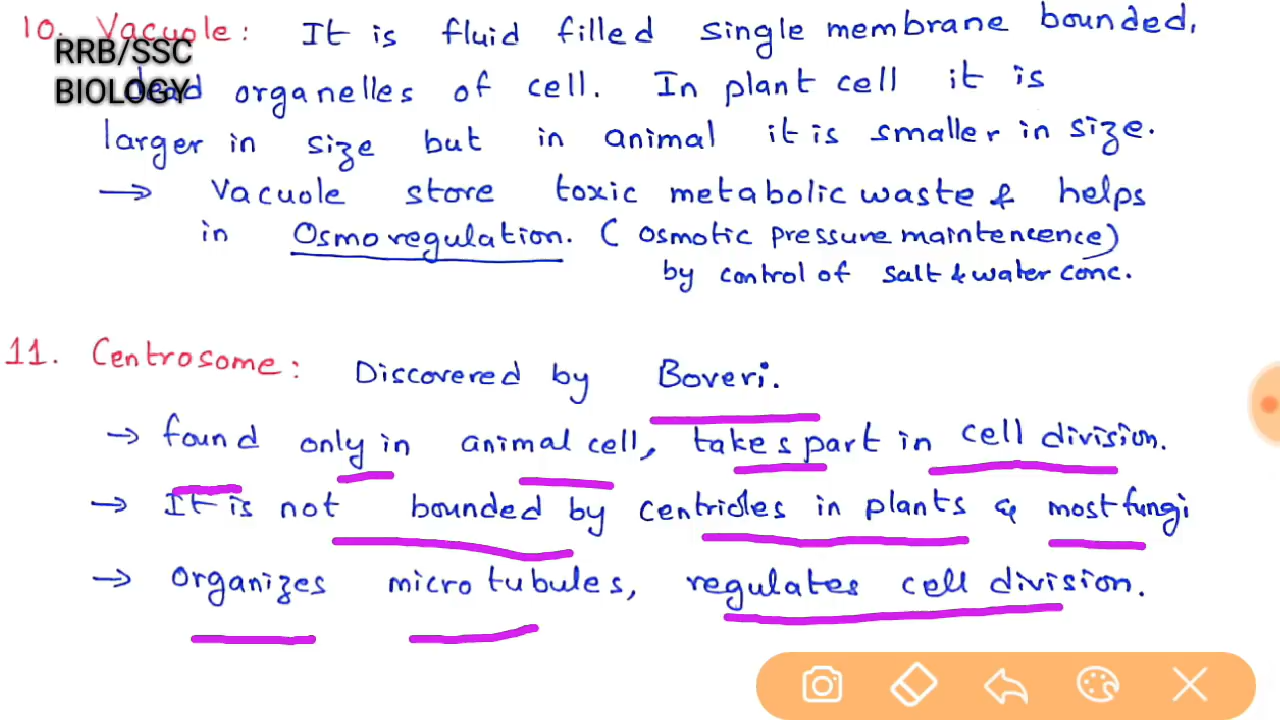 10. Vacuole: It is fluid filled single membrane bounded,
RRB/SSC
BIOLOGY
dead organelles of cell. In plant cell it is
larger in size but in animal it is smaller in size.
→ Vacuole store toxic metabolic waste & helps
in Osmoregulation. ( osmotic pressure maintencence)
by control of salt & water conc.
11. Centrosome: Discovered by Boveri.
→ found only in animal cell, takes part in cell division.
→ It is not bounded by centrioles in plants & most fungi
→ organizes microtubules, regulates cell division.